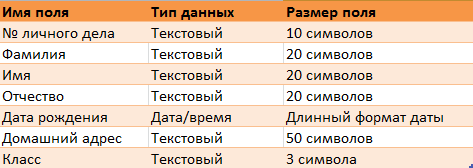 Имя поля Тип данных Размер поля
№ личного дела Текстовый 10 символов
Фамилия Текстовый 20 символов
Имя Текстовый 20 символов
Отчество Текстовый 20 символов
Дата рождения Дата/время Длинный формат даты
Домашний адрес Текстовый 50 символов
Класс Текстовый 3 символа